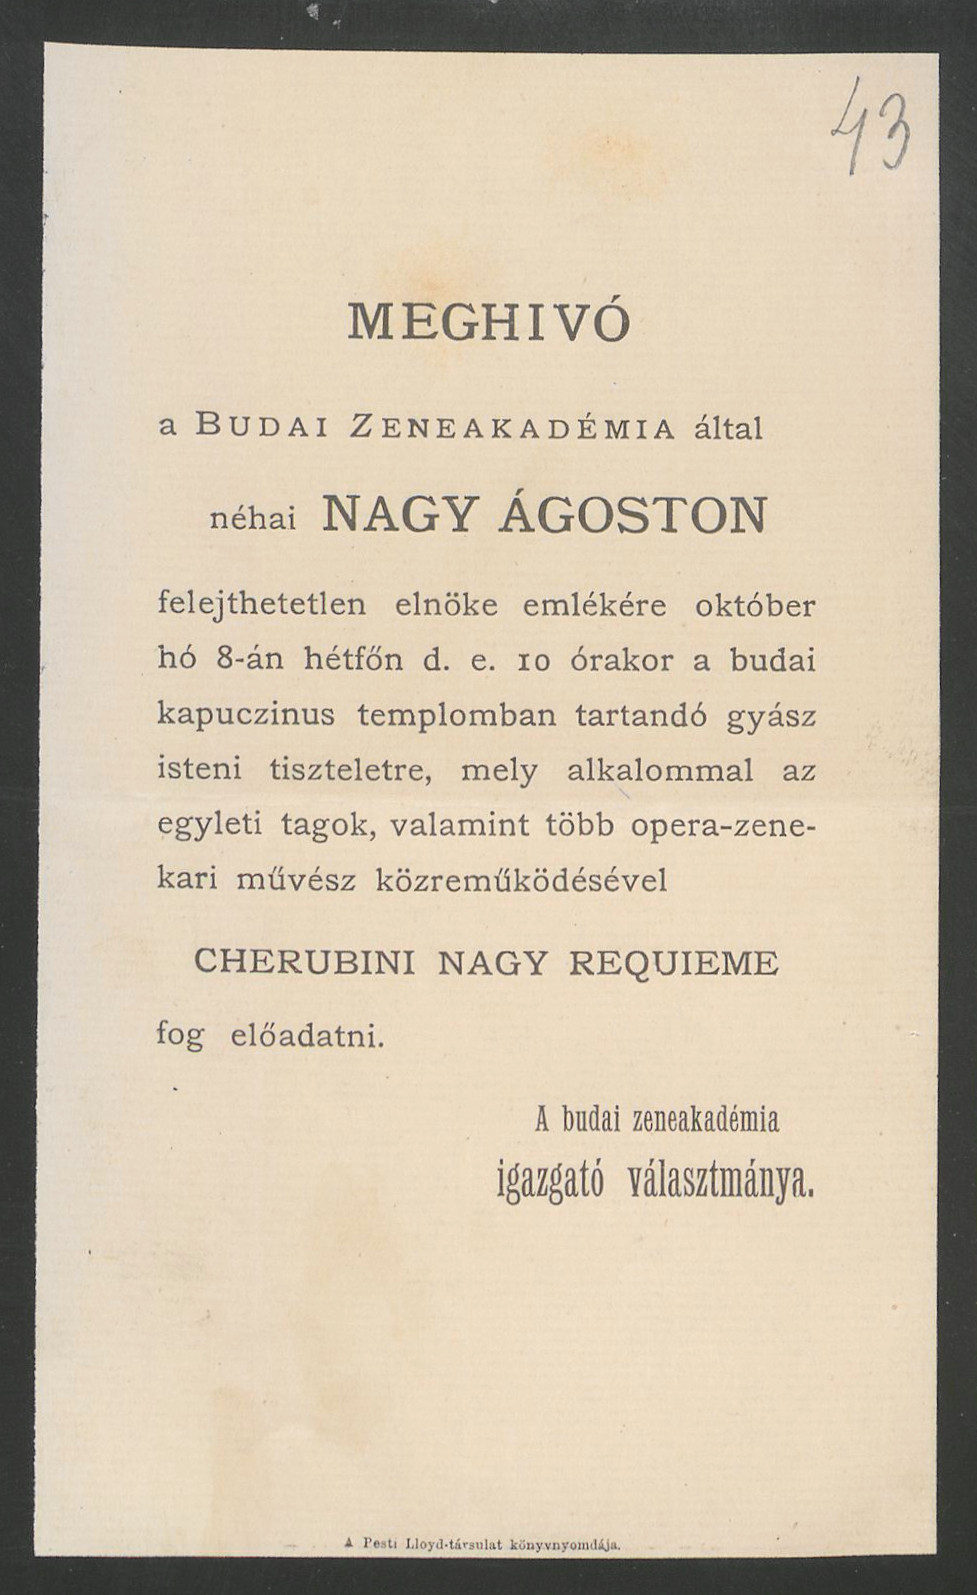 43
MEGHIVÓ
a BUDAI ZENEAKADÉMIA által
néhai NAGY ÁGOSTON
felejthetetlen elnöke emlékére október
hó 8-án hétfőn d. e. 10 órakor a budai
kapuczinus templomban tartandó gyász
isteni tiszteletre, mely alkalommal az
egyleti tagok, valamint több opera-zene-
kari művész közreműködésével
CHERUBINI NAGY REQUIEME
fog előadatni.
A budai zeneakadémia
igazgató választmánya.
A Pesti Lloyd-társulat könyvnyomdája.